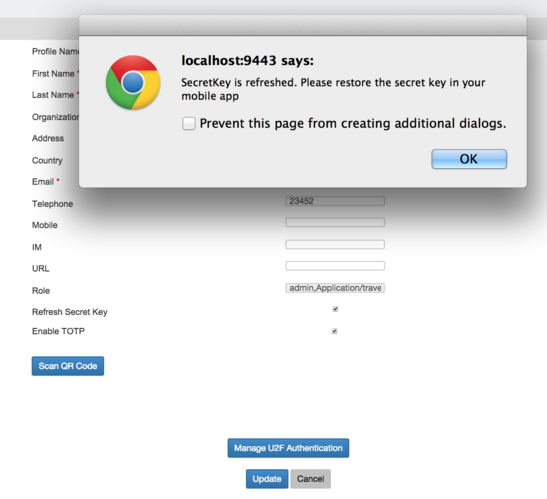 localhost:9443 says:
SecretKey is refreshed. Please restore the secret key in your
mobile app
Prevent this page from creating additional dialogs.
OK
Profile
First Name *
Last Name *
Organization
Address
Country
Email *
Telephone 23452
Mobile
IM
URL
Role admin,Application/trave
Refresh Secret Key
Enable TOTP
Scan QR Code
Manage U2F Authentication
Update Cancel